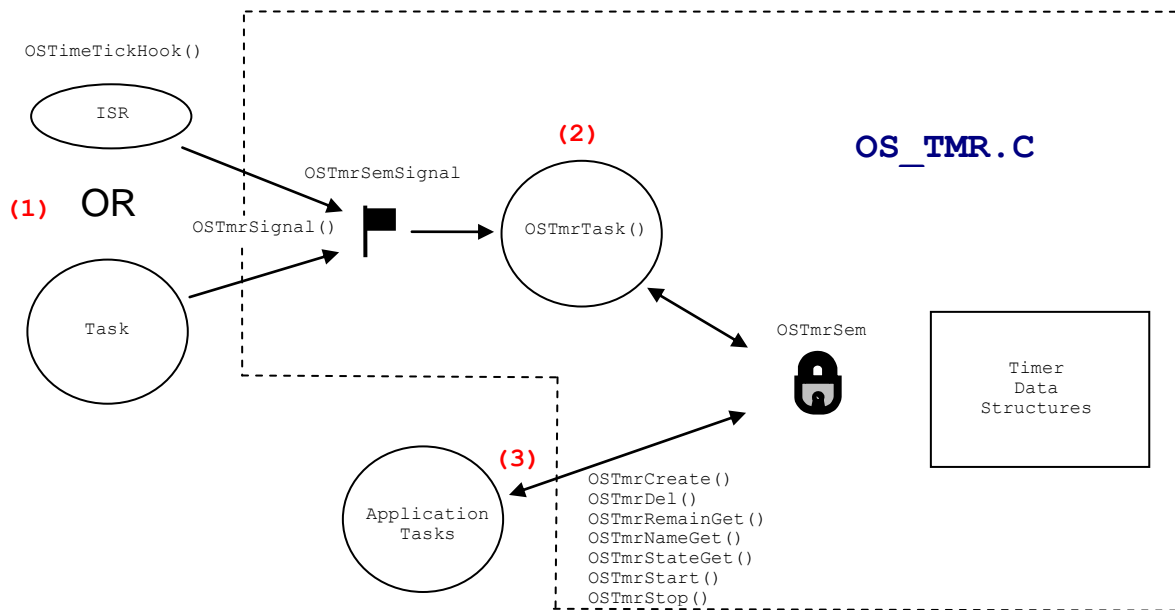 OSTimeTickHook()
ISR
(1) OR
Task
OSTmrSemSignal
OSTmrSignal()
(2)
OSTmrTask()
OS_TMR.C
OSTmrSem
Timer
Data
Structures
(3)
Application
Tasks
OSTmrCreate()
OSTmrDel()
OSTmrRemainGet()
OSTmrNameGet()
OSTmrStateGet()
OSTmrStart()
OSTmrStop()